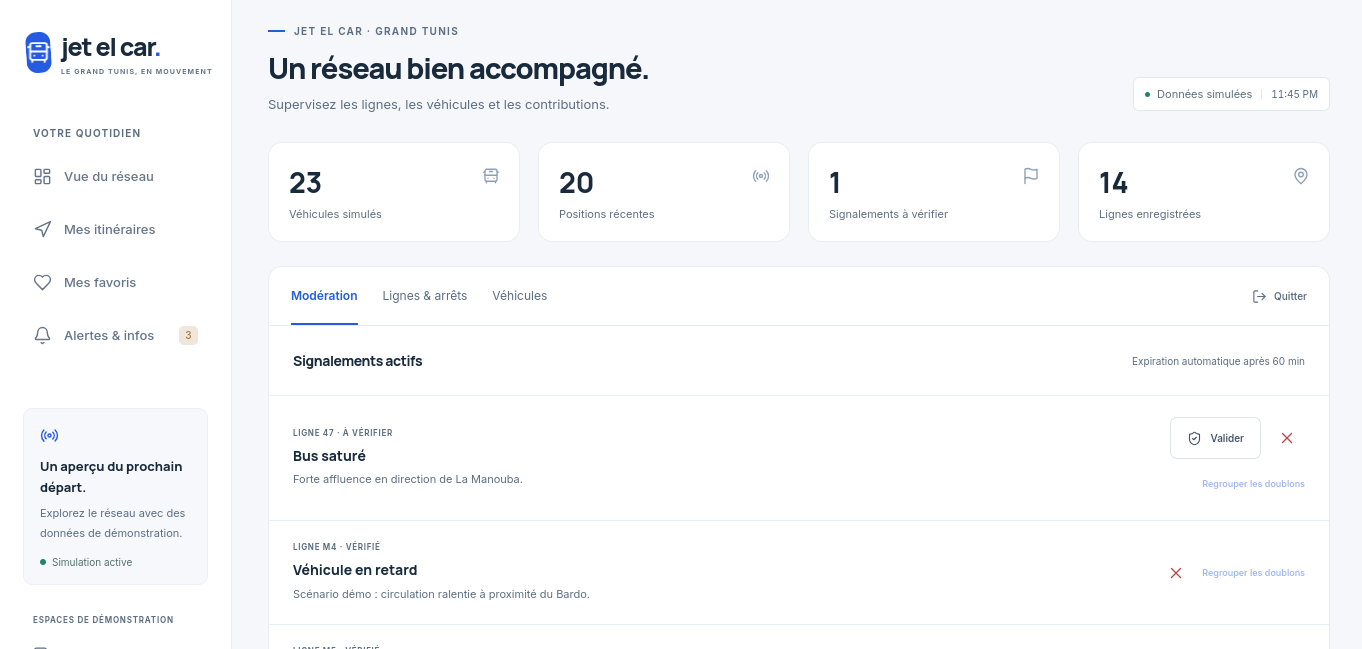 jet el car.
LE GRAND TUNIS, EN MOUVEMENT
VOTRE QUOTIDIEN
Vue du réseau
Mes itinéraires
Mes favoris
Alertes & infos 3
Un aperçu du prochain
départ.
Explorez le réseau avec des
données de démonstration.
Simulation active
ESPACES DE DÉMONSTRATION
JET EL CAR · GRAND TUNIS
Un réseau bien accompagné.
Supervisez les lignes, les véhicules et les contributions.
Données simulées 11:45 PM
23
Véhicules simulés
20
Positions récentes
1
Signalements à vérifier
14
Lignes enregistrées
Modération Lignes & arrêts Véhicules Quitter
Signalements actifs Expiration automatique après 60 min
LIGNE 47 · À VÉRIFIER
Bus saturé
Forte affluence en direction de La Manouba.
Valider
Regrouper les doublons
LIGNE M4 · VÉRIFIÉ
Véhicule en retard
Scénario démo : circulation ralentie à proximité du Bardo.
Regrouper les doublons